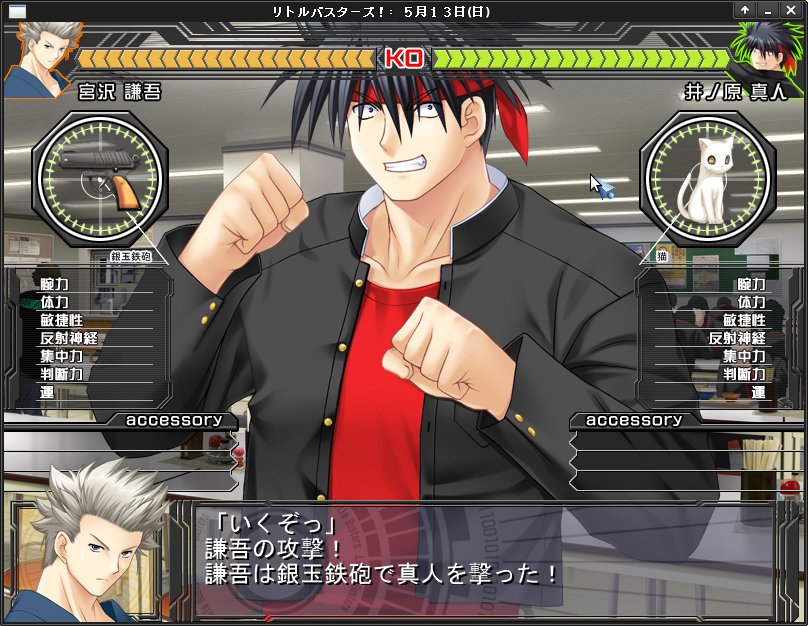 リトルバスターズ!: 5月13日(日)
KO
宮沢 謙吾
井ノ原 真人
銀玉鉄砲
猫
腕力
体力
敏捷性
反射神経
集中力
判断力
運
腕力
体力
敏捷性
反射神経
集中力
判断力
運
accessory
accessory
「いくぞっ」
謙吾の攻撃!
謙吾は銀玉鉄砲で真人を撃った!